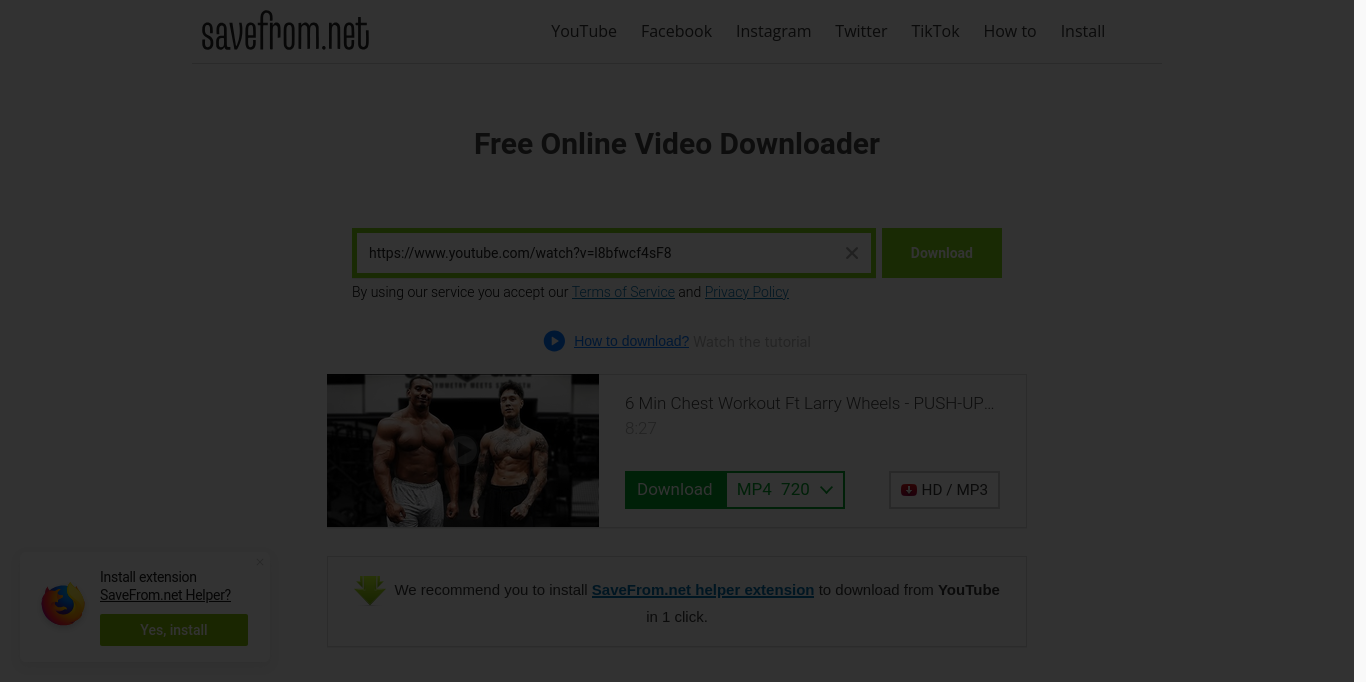 savefrom.net
YouTube Facebook Instagram Twitter TikTok How to Install
Free Online Video Downloader
https://www.youtube.com/watch?v=l8bfwcf4sF8
Download
By using our service you accept our Terms of Service and Privacy Policy
How to download? Watch the tutorial
6 Min Chest Workout Ft Larry Wheels - PUSH-UP...
8:27
Download MP4 720
HD / MP3
We recommend you to install SaveFrom.net helper extension to download from YouTube
in 1 click.
Install extension
SaveFrom.net Helper?
Yes, install